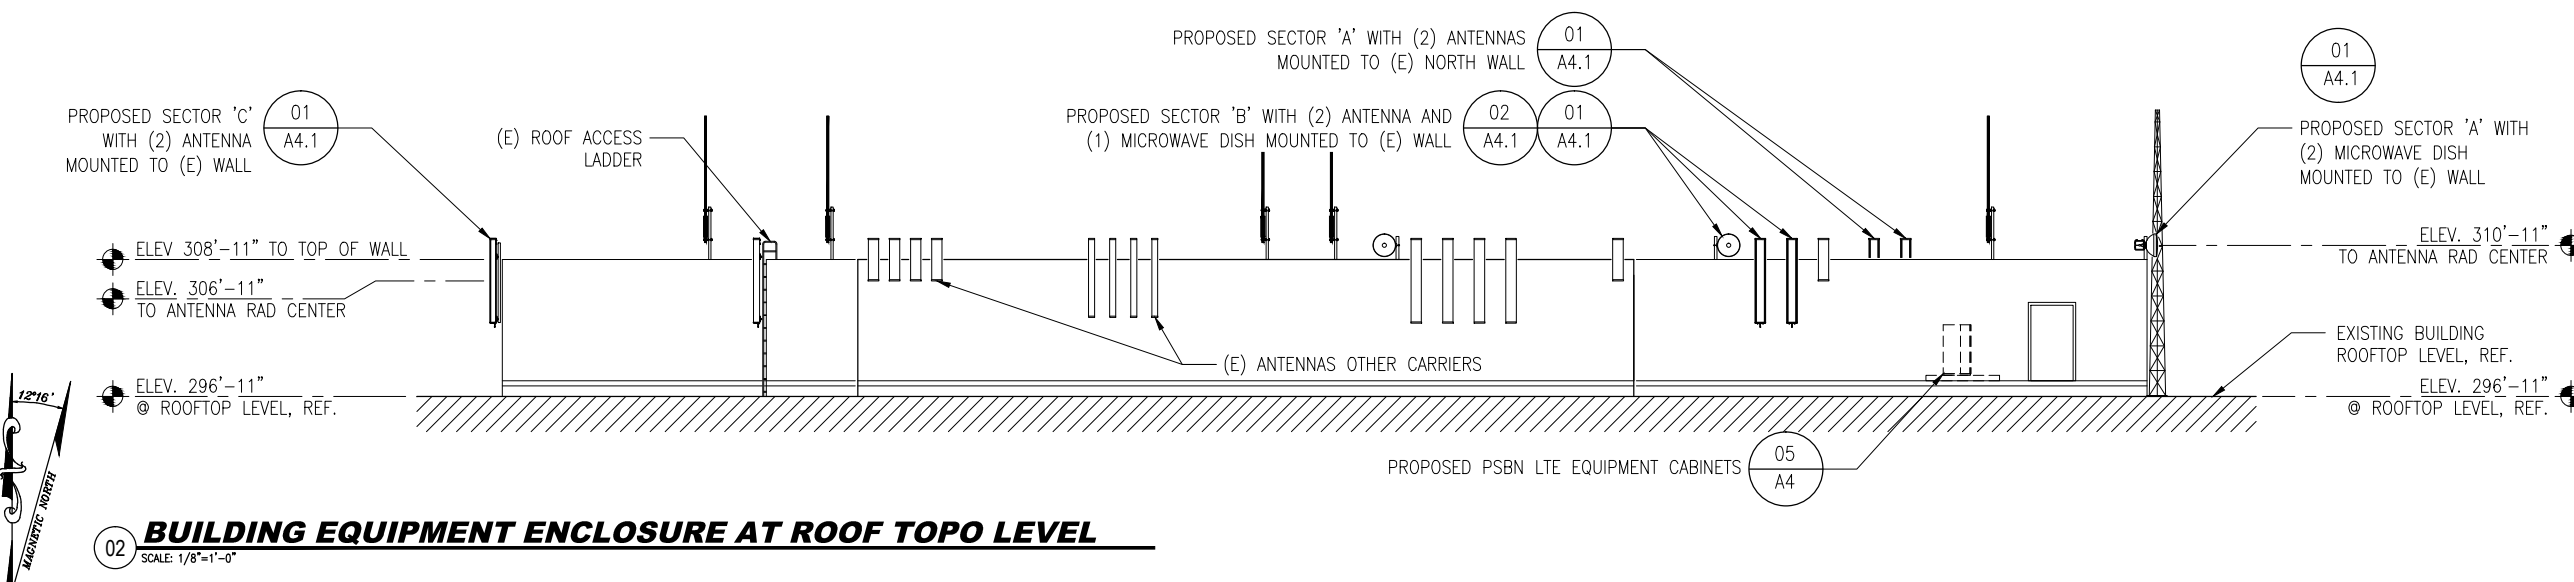 PROPOSED SECTOR 'C'
WITH (2) ANTENNA
MOUNTED TO (E) WALL
01
A4.1
(E) ROOF ACCESS
LADDER
PROPOSED SECTOR 'A' WITH (2) ANTENNAS
MOUNTED TO (E) NORTH WALL
01
A4.1
PROPOSED SECTOR 'B' WITH (2) ANTENNA AND
(1) MICROWAVE DISH MOUNTED TO (E) WALL
02
A4.1
01
A4.1
01
A4.1
PROPOSED SECTOR 'A' WITH
(2) MICROWAVE DISH
MOUNTED TO (E) WALL
ELEV 308'-11" TO TOP OF WALL
ELEV. 306'-11"
TO ANTENNA RAD CENTER
ELEV. 296'-11"
@ ROOFTOP LEVEL, REF.
ELEV. 310'-11"
TO ANTENNA RAD CENTER
EXISTING BUILDING
ROOFTOP LEVEL, REF.
ELEV. 296'-11"
@ ROOFTOP LEVEL, REF.
(E) ANTENNAS OTHER CARRIERS
PROPOSED PSBN LTE EQUIPMENT CABINETS
05
A4
12°16'
MAGNETIC NORTH
02
BUILDING EQUIPMENT ENCLOSURE AT ROOF TOPO LEVEL
SCALE: 1/8"=1'-0"